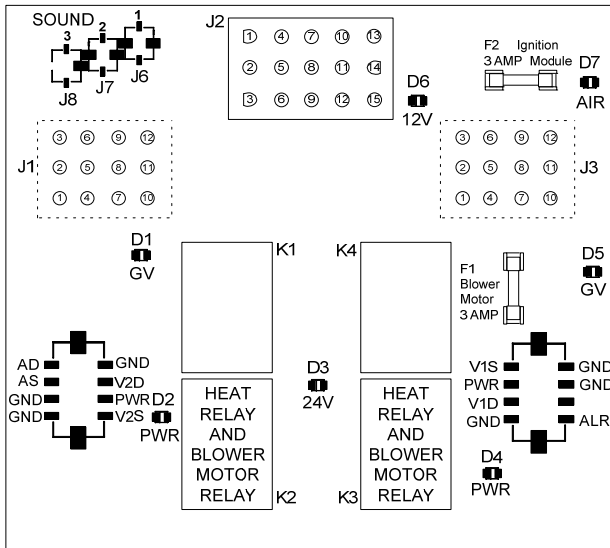 SOUND
3 2 1
J8 J7 J6
J2
1 4 7 10 13
2 5 8 11 14
3 6 9 12 15
D6
12V
F2 Ignition
3 AMP Module
D7
AIR
J1
3 6 9 12
2 5 8 11
1 4 7 10
J3
3 6 9 12
2 5 8 11
1 4 7 10
D1
GV
K1
K4
F1
Blower
Motor
3 AMP
D5
GV
AD GND
AS V2D
GND PWR
GND V2S
D2
PWR
HEAT
RELAY
AND
BLOWER
MOTOR
RELAY
K2
D3
24V
HEAT
RELAY
AND
BLOWER
MOTOR
RELAY
K3
V1S GND
PWR GND
V1D
GND ALR
D4
PWR